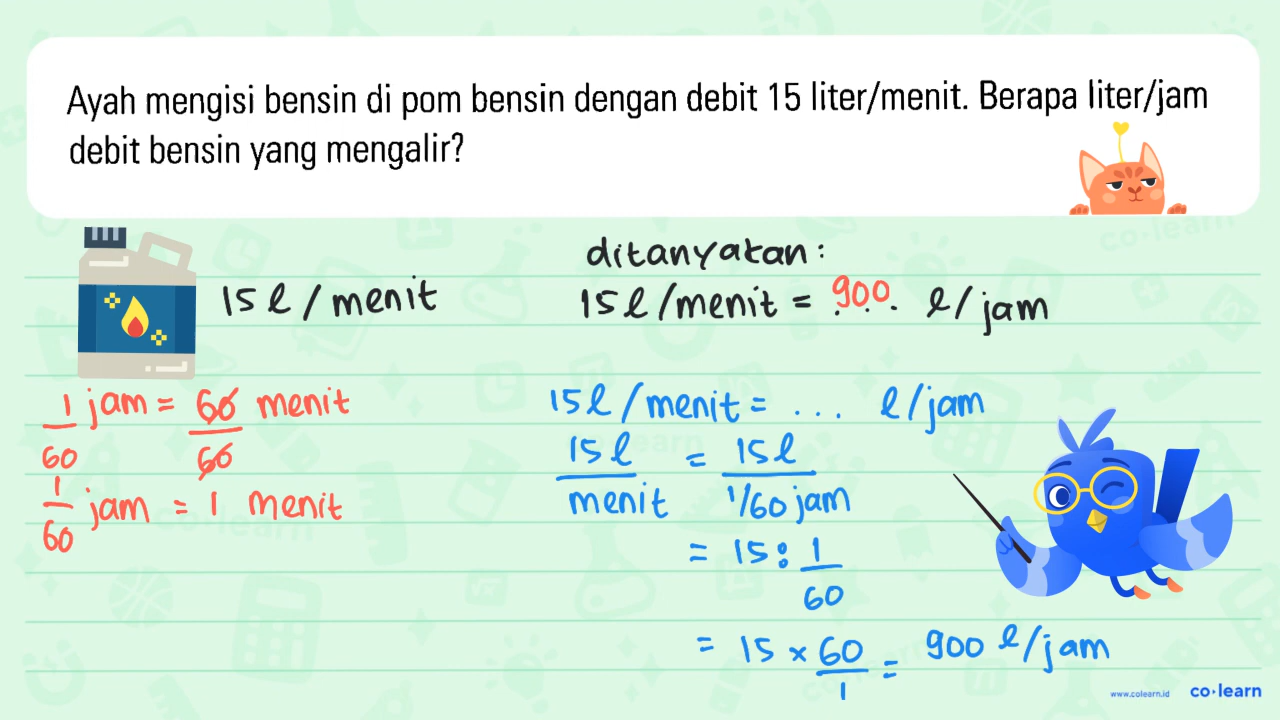 Ayah mengisi bensin di pom bensin dengan debit 15 liter/menit. Berapa liter/jam
debit bensin yang mengalir?
co·learn
15 l / menit
ditanyatan :
15 l / menit = 900 ... l / jam
1/60 jam = 60/60 menit
1/60 jam = 1 menit
15 l / menit = ... l / jam
15 l / menit = 15 l / 1/60 jam
= 15 : 1/60
= 15 × 60/1 = 900 l / jam
www.colearn.id co·learn